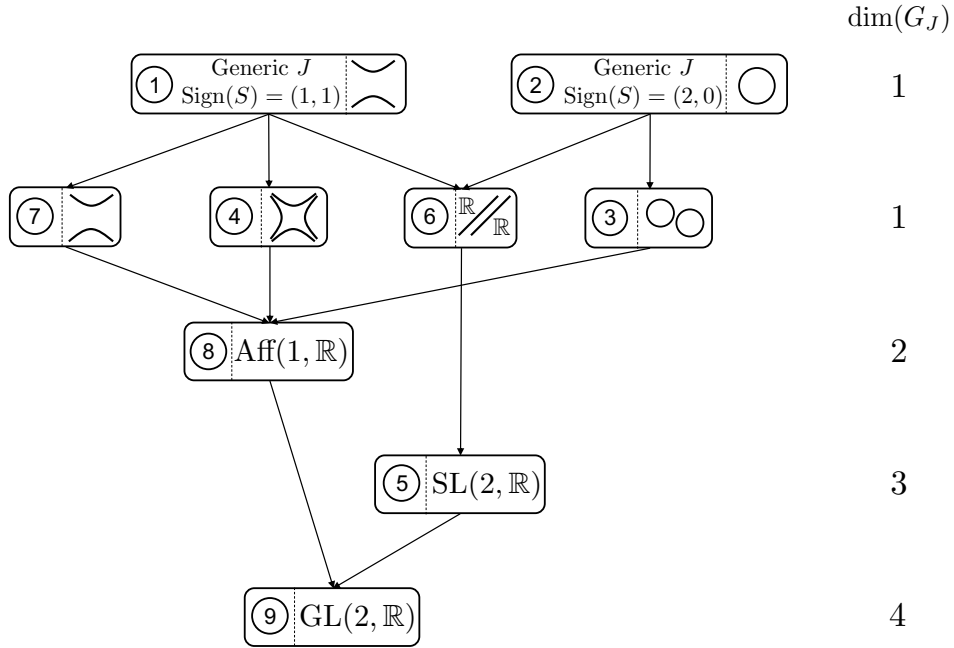 dim(G_J)
① Generic J
Sign(S) = (1, 1)
② Generic J
Sign(S) = (2, 0)
1
⑦
④
⑥ ℝ
ℝ
③
1
⑧ Aff(1, ℝ)
2
⑤ SL(2, ℝ)
3
⑨ GL(2, ℝ)
4